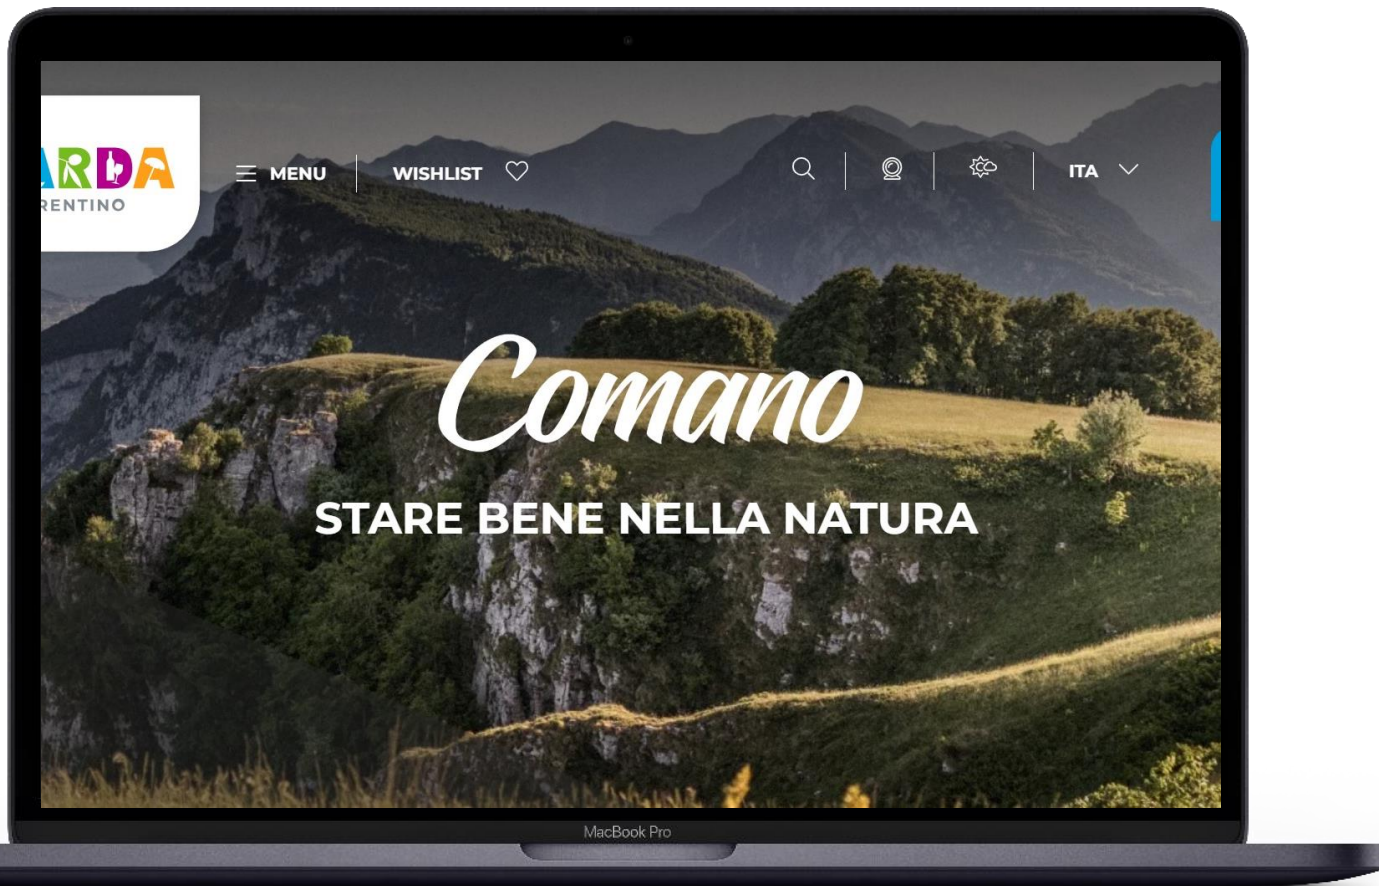 ARDA
RENTINO
MENU
WISHLIST
ITA
Comano
STARE BENE NELLA NATURA
MacBook Pro